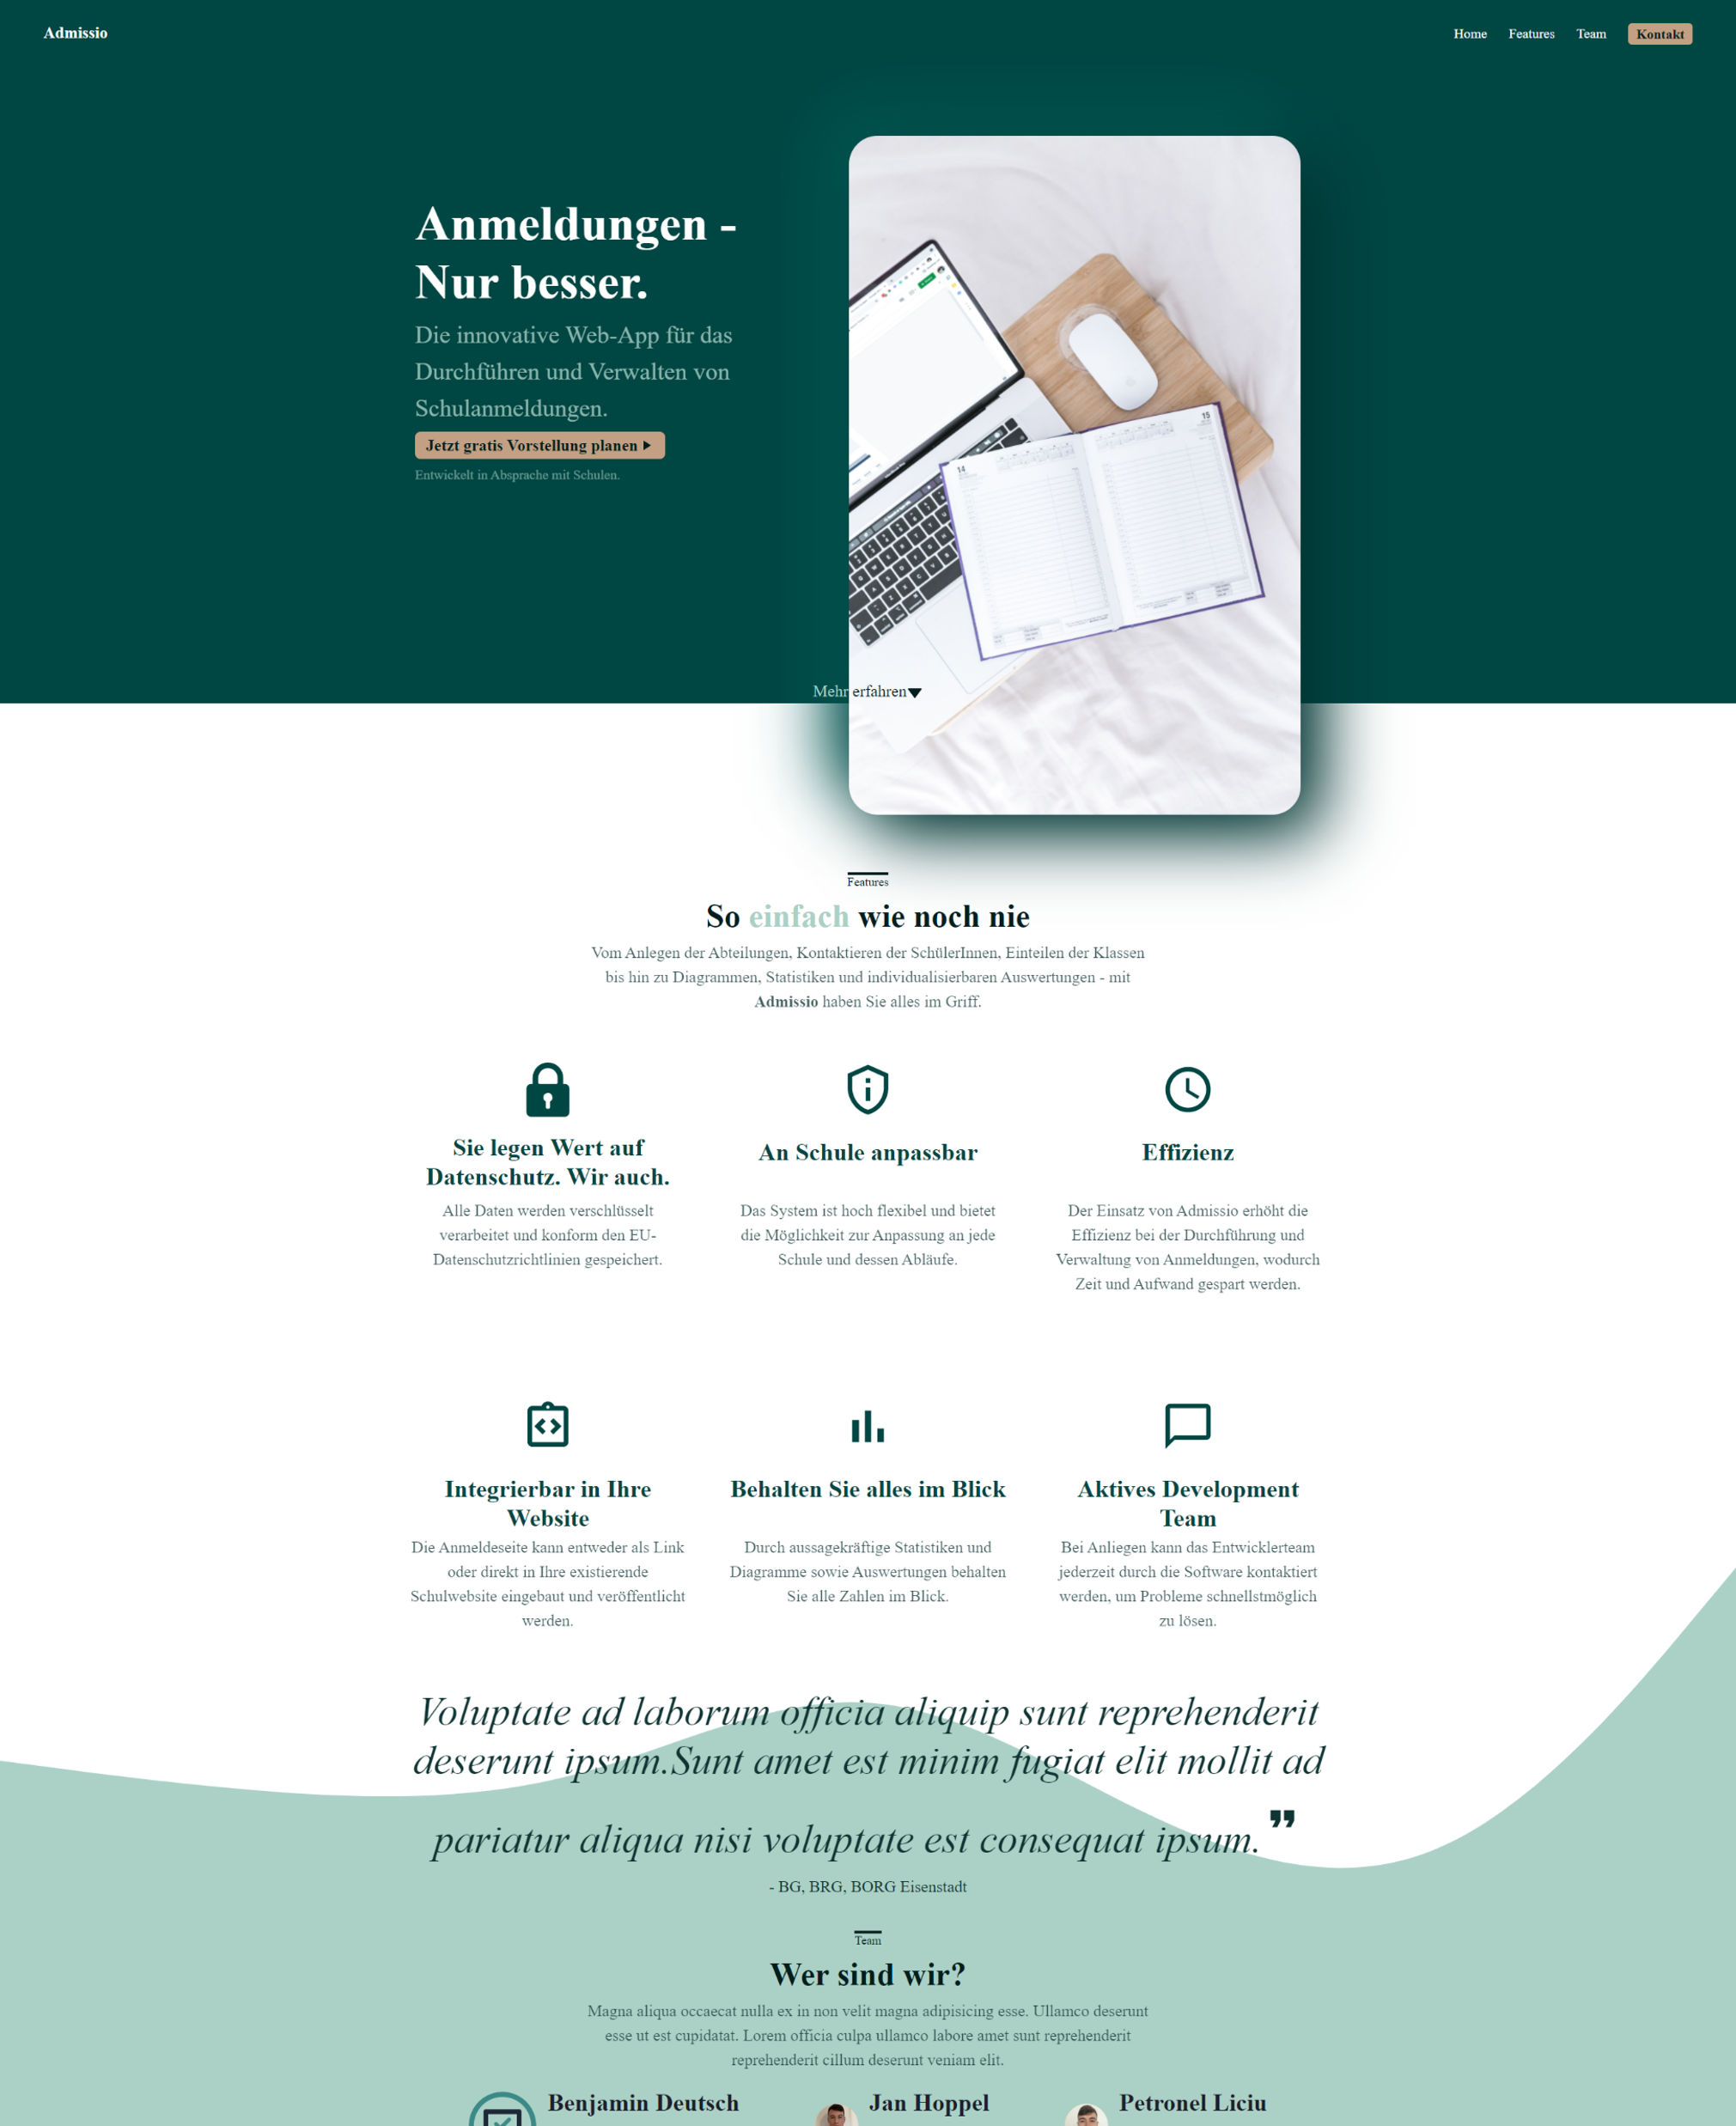 Admissio
Home
Features
Team
Kontakt
Anmeldungen -
Nur besser.
Die innovative Web-App für das
Durchführen und Verwalten von
Schulanmeldungen.
Jetzt gratis Vorstellung planen
Entwickelt in Absprache mit Schulen.
14
15
Mehr erfahren
Features
So einfach wie noch nie
Vom Anlegen der Abteilungen, Kontaktieren der SchülerInnen, Einteilen der Klassen
bis hin zu Diagrammen, Statistiken und individualisierbaren Auswertungen - mit
Admissio haben Sie alles im Griff.
Sie legen Wert auf
Datenschutz. Wir auch.
Alle Daten werden verschlüsselt
verarbeitet und konform den EU-
Datenschutzrichtlinien gespeichert.
An Schule anpassbar
Das System ist hoch flexibel und bietet
die Möglichkeit zur Anpassung an jede
Schule und dessen Abläufe.
Effizienz
Der Einsatz von Admissio erhöht die
Effizienz bei der Durchführung und
Verwaltung von Anmeldungen, wodurch
Zeit und Aufwand gespart werden.
Integrierbar in Ihre
Website
Die Anmeldeseite kann entweder als Link
oder direkt in Ihre existierende
Schulwebsite eingebaut und veröffentlicht
werden.
Behalten Sie alles im Blick
Durch aussagekräftige Statistiken und
Diagramme sowie Auswertungen behalten
Sie alle Zahlen im Blick.
Aktives Development
Team
Bei Anliegen kann das Entwicklerteam
jederzeit durch die Software kontaktiert
werden, um Probleme schnellstmöglich
zu lösen.
Voluptate ad laborum officia aliquip sunt reprehenderit
deserunt ipsum.Sunt amet est minim fugiat elit mollit ad
pariatur aliqua nisi voluptate est consequat ipsum.”
- BG, BRG, BORG Eisenstadt
Team
Wer sind wir?
Magna aliqua occaecat nulla ex in non velit magna adipisicing esse. Ullamco deserunt
esse ut est cupidatat. Lorem officia culpa ullamco labore amet sunt reprehenderit
reprehenderit cillum deserunt veniam elit.
Benjamin Deutsch
Jan Hoppel
Petronel Liciu